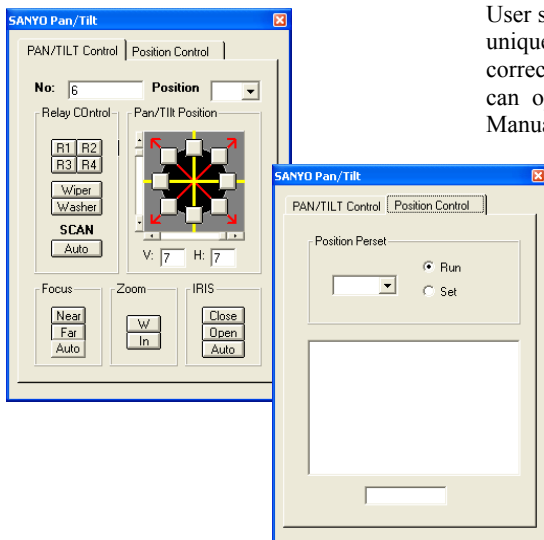 SANYO Pan/Tilt
PAN/TILT Control Position Control
No: 6 Position
Relay COntrol Pan/TIlt Position
R1 R2
R3 R4
Wiper
Washer
SCAN
Auto
V: 7 H: 7
Focus Zoom IRIS
Near
Far
Auto
W
In
Close
Open
Auto
User s
unique
correc
can o
Manua
SANYO Pan/Tilt
PAN/TILT Control Position Control
Position Perset
Run
Set